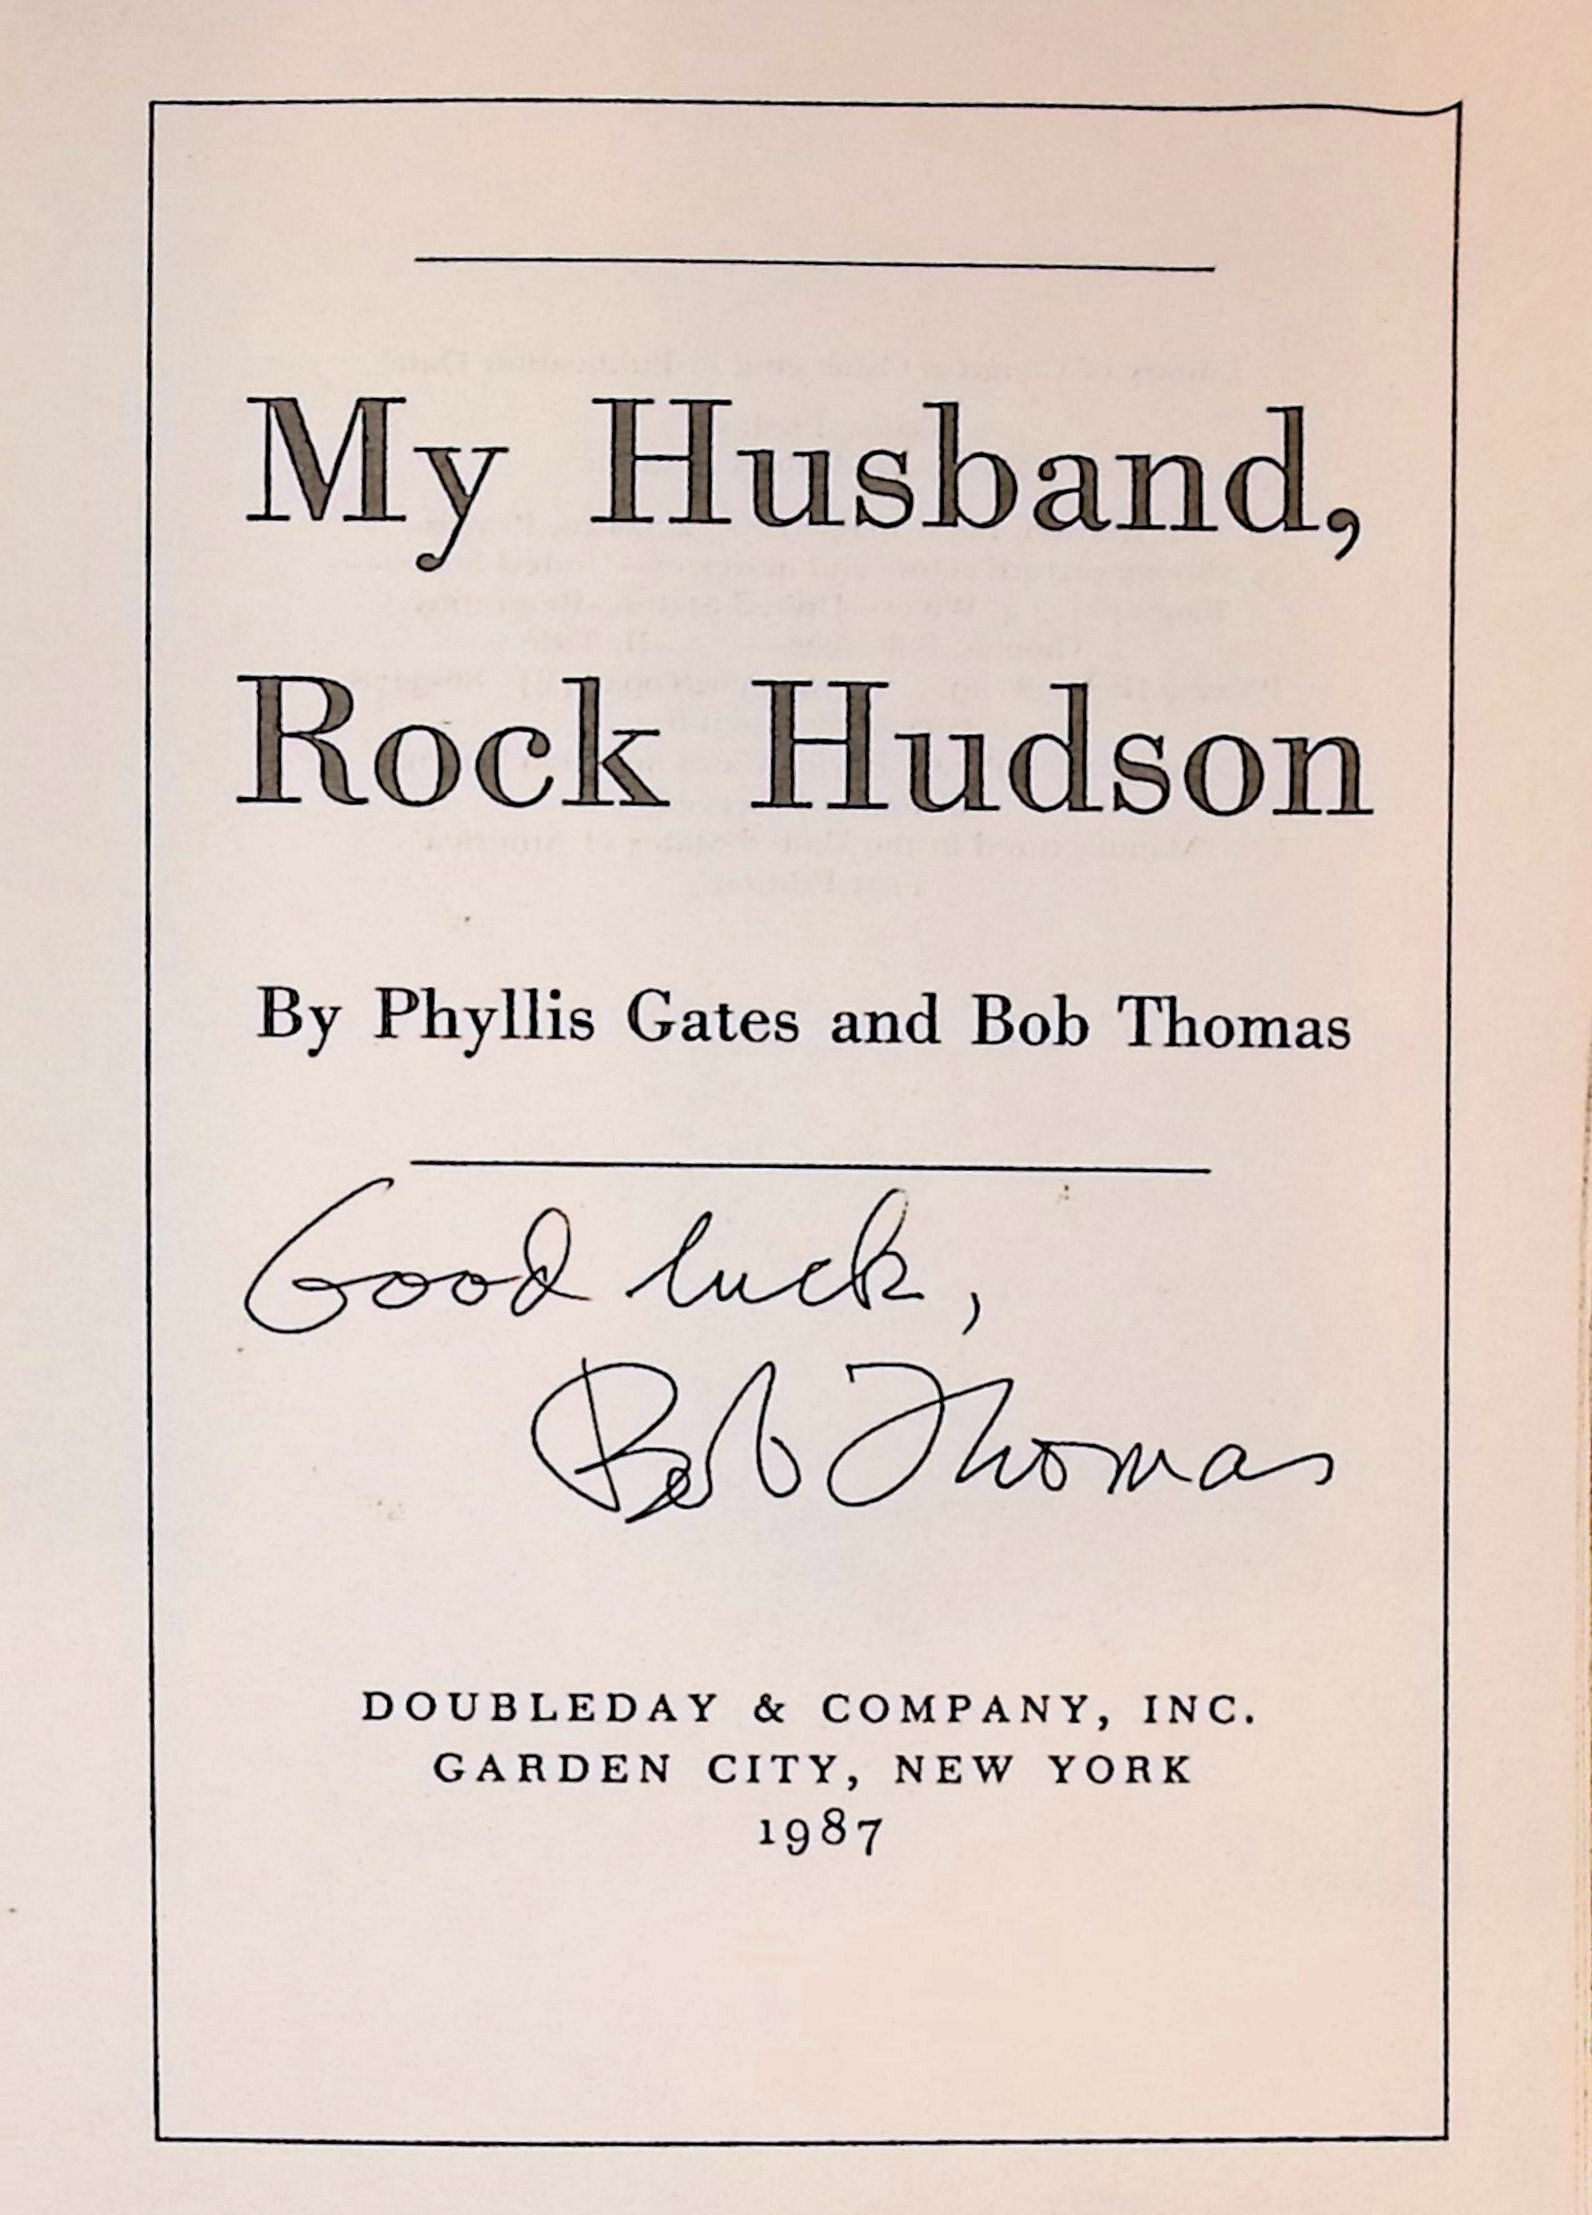 My Husband,
Rock Hudson
By Phyllis Gates and Bob Thomas
Good luck,
Bob Thomas
DOUBLEDAY & COMPANY, INC.
GARDEN CITY, NEW YORK
1987